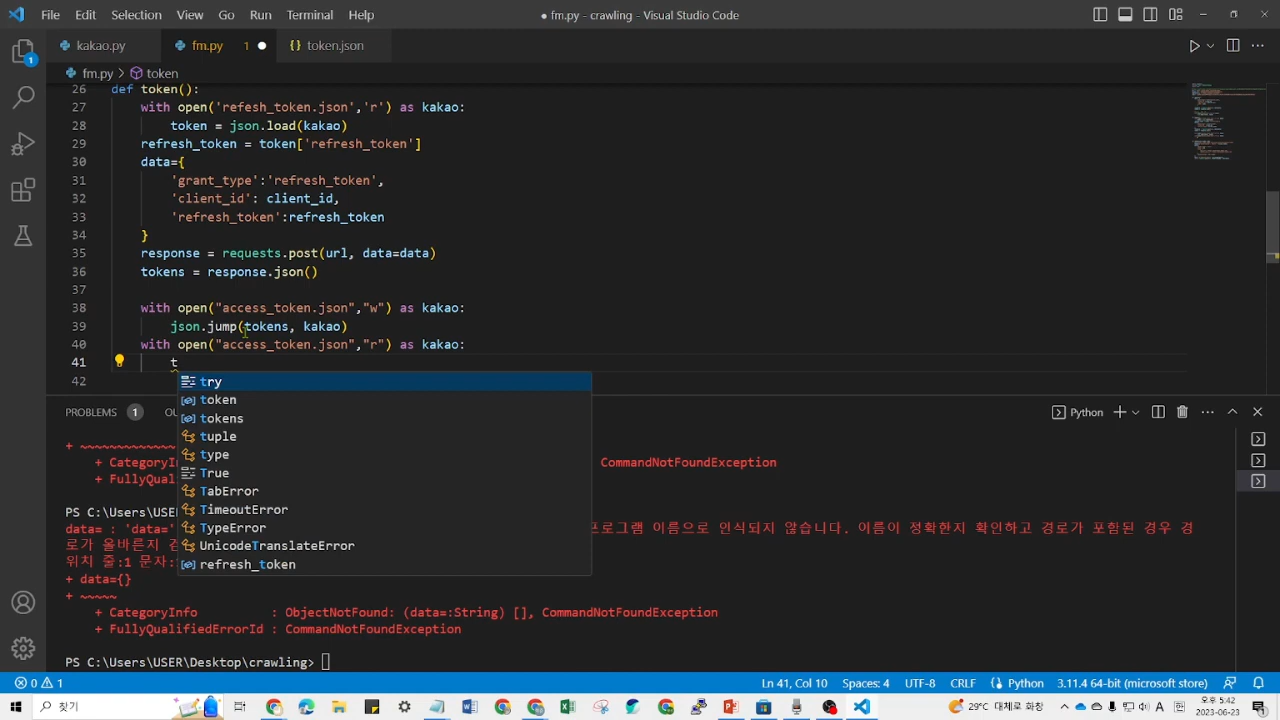 File Edit Selection View Go Run Terminal Help
● fm.py - crawling - Visual Studio Code
kakao.py fm.py 1 ● {} token.json
fm.py > token
26 def token():
27 with open('refesh_token.json','r') as kakao:
28 token = json.load(kakao)
29 refresh_token = token['refresh_token']
30 data={
31 'grant_type':'refresh_token',
32 'client_id': client_id,
33 'refresh_token':refresh_token
34 }
35 response = requests.post(url, data=data)
36 tokens = response.json()
37
38 with open("access_token.json","w") as kakao:
39 json.jump(tokens, kakao)
40 with open("access_token.json","r") as kakao:
41 t
42
try
token
tokens
tuple
type
True
TabError
TimeoutError
TypeError
UnicodeTranslateError
refresh_token
PROBLEMS 1 Python
+ ~~~~~~~~~~~~~
+ CategoryI CommandNotFoundException
+ FullyQual
PS C:\Users\USE
data= : 'data=' 프로그램 이름으로 인식되지 않습니다. 이름이 정확한지 확인하고 경로가 포함된 경우 경
로가 올바른지
위치 줄:1 문자:
+ data={}
+ ~~~~~
+ CategoryInfo : ObjectNotFound: (data=:String) [], CommandNotFoundException
+ FullyQualifiedErrorId : CommandNotFoundException
PS C:\Users\USER\Desktop\crawling>
0 1 Ln 41, Col 10 Spaces: 4 UTF-8 CRLF Python 3.11.4 64-bit (microsoft store)
찾기 29°C 대체로 화창 오후 5:42
2023-06-23